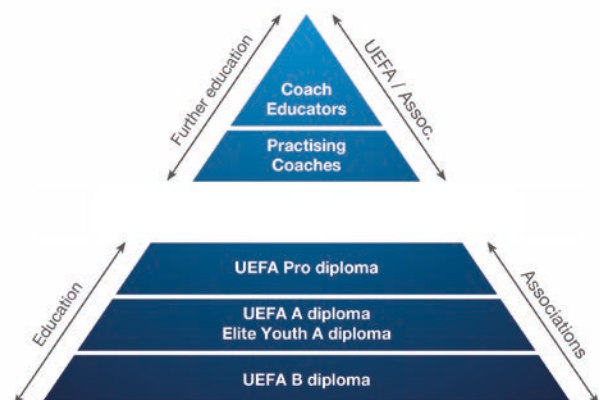 Further education
UEFA / Assoc.
Coach
Educators
Practising
Coaches
Education
Associations
UEFA Pro diploma
UEFA A diploma
Elite Youth A diploma
UEFA B diploma